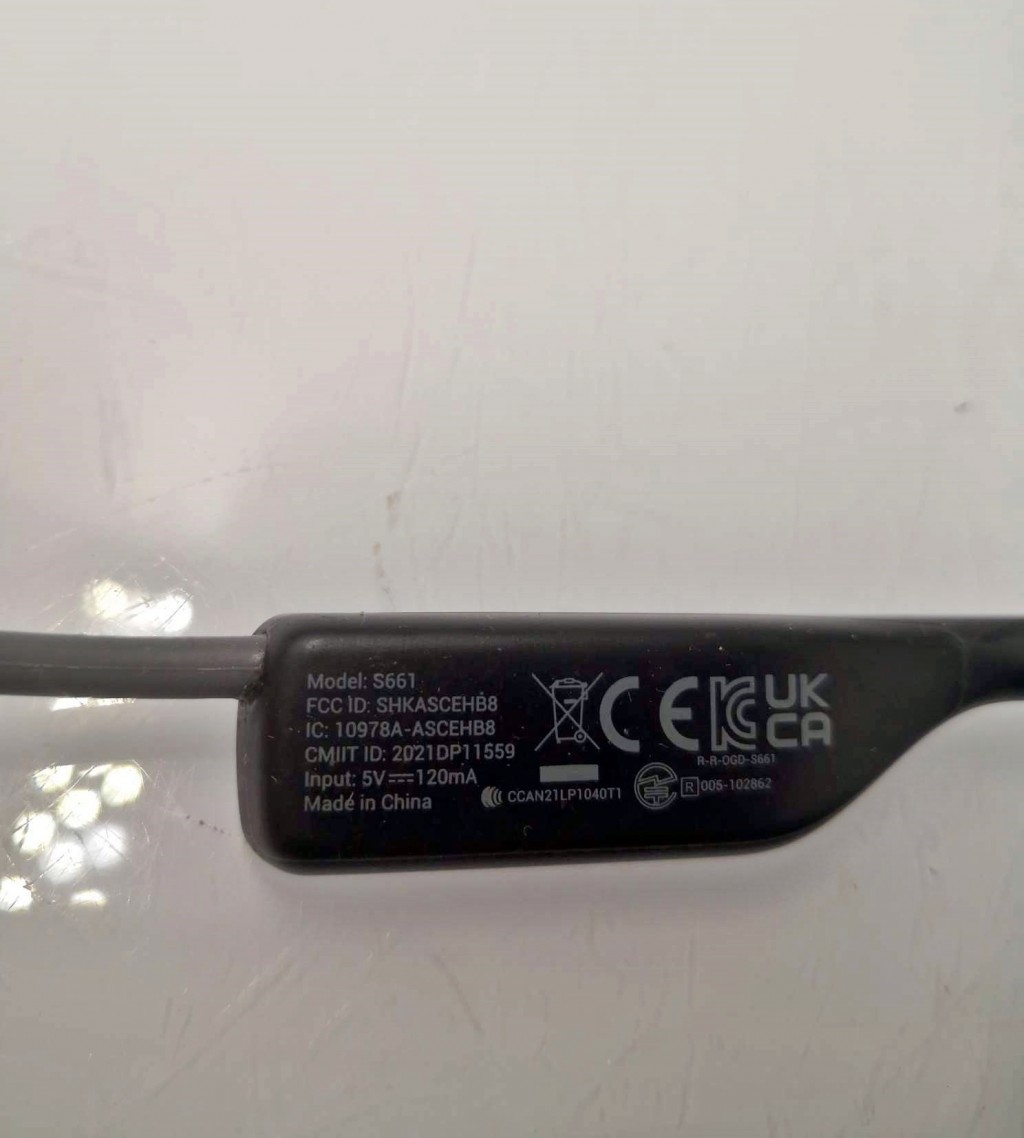 Model: S661
FCC ID: SHKASCEHB8
IC: 10978A-ASCEHB8
CMIIT ID: 2021DP11559
Input: 5V⎓120mA
Made in China
CE
UK
CA
R-R-OGD-S661
CCAN21LP1040T1
R 005-102862